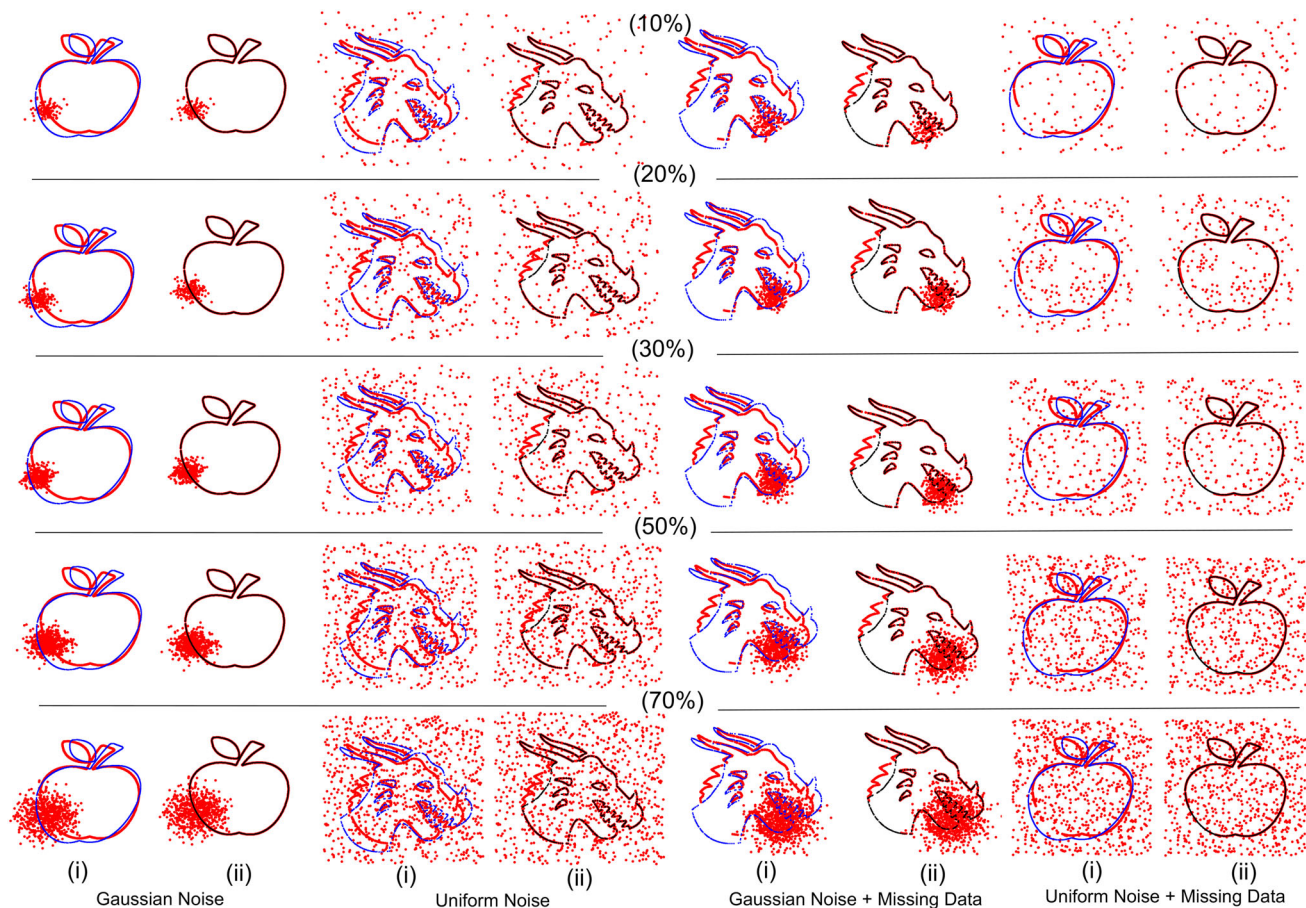 (10%)
(20%)
(30%)
(50%)
(70%)
(i) (ii) (i) (ii) (i) (ii) (i) (ii)
Gaussian Noise Uniform Noise Gaussian Noise + Missing Data Uniform Noise + Missing Data